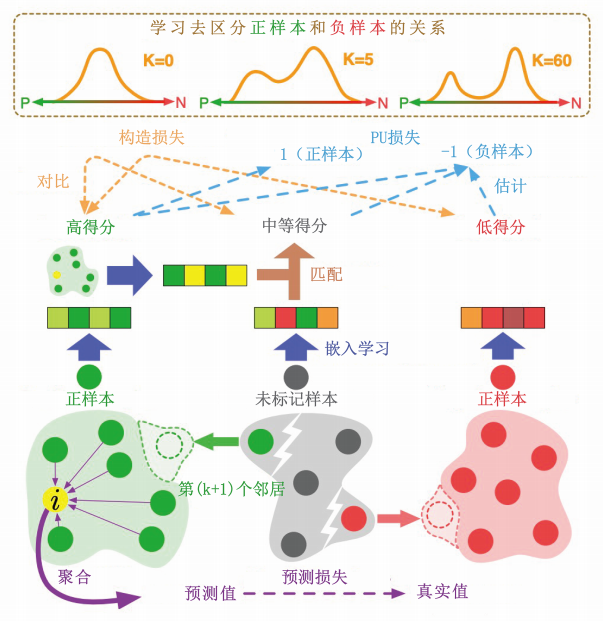 学习去区分正样本和负样本的关系
K=0
K=5
K=60
P
N
P
N
P
N
构造损失
PU损失
1（正样本）
-1（负样本）
对比
估计
高得分
中等得分
低得分
匹配
嵌入学习
正样本
未标记样本
正样本
第(k+1)个邻居
i
聚合
预测损失
预测值
真实值